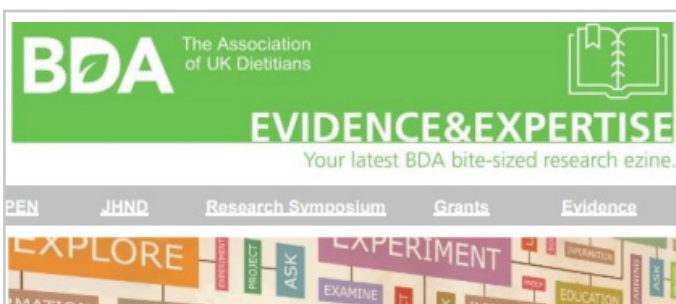 BDA The Association
of UK Dietitians
EVIDENCE&EXPERTISE
Your latest BDA bite-sized research ezine.
PEN JHND Research Symposium Grants Evidence
EXPLORE
EXPERIMENT
PROJECT
ASK
EXAMINE
ASK
INFORMATION
EDUCATION